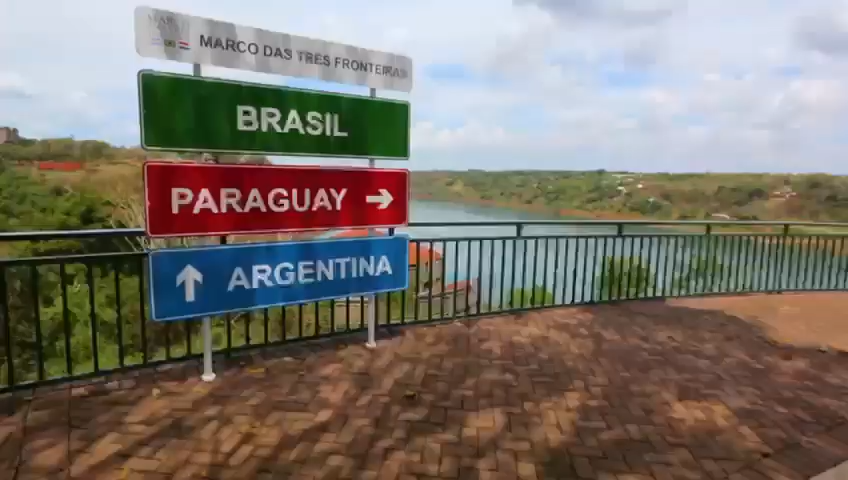 MARCO DAS TRES FRONTEIRAS
BRASIL
PARAGUAY →
↑ ARGENTINA